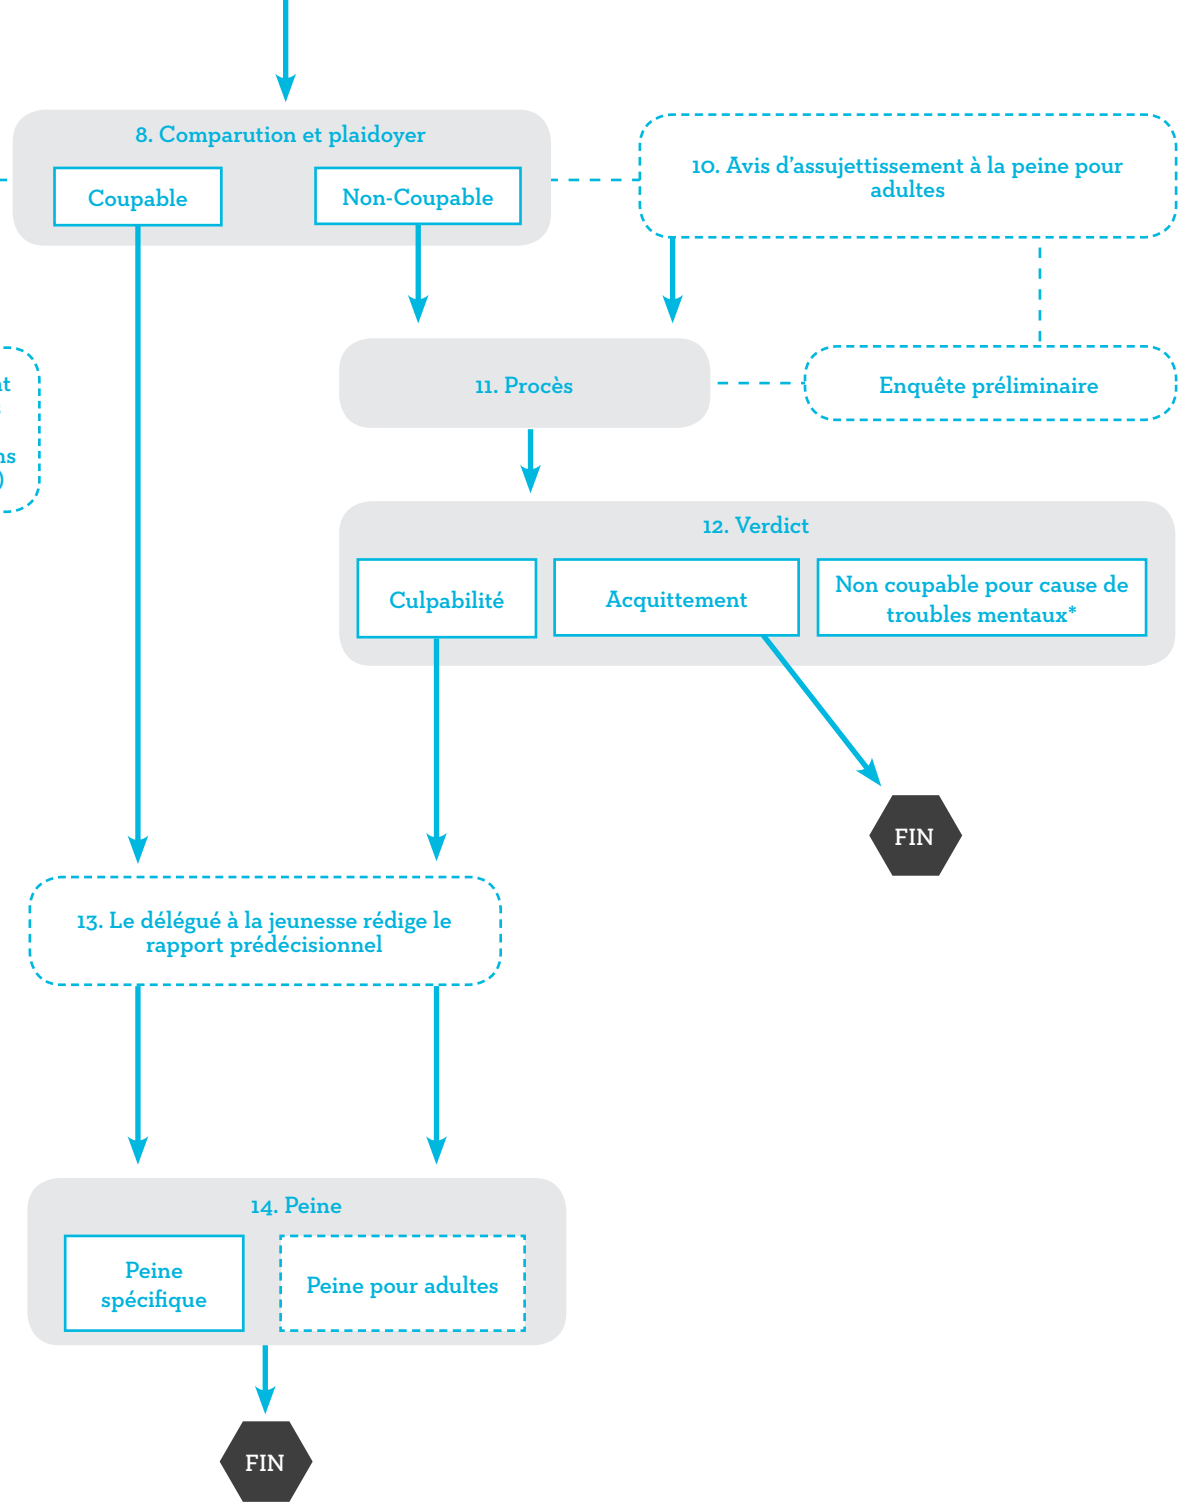 8. Comparution et plaidoyer
Coupable
Non-Coupable
10. Avis d'assujettissement à la peine pour
adultes
11. Procès
Enquête préliminaire
12. Verdict
Culpabilité
Acquittement
Non coupable pour cause de
troubles mentaux*
FIN
13. Le délégué à la jeunesse rédige le
rapport prédécisionnel
14. Peine
Peine
spécifique
Peine pour adultes
FIN